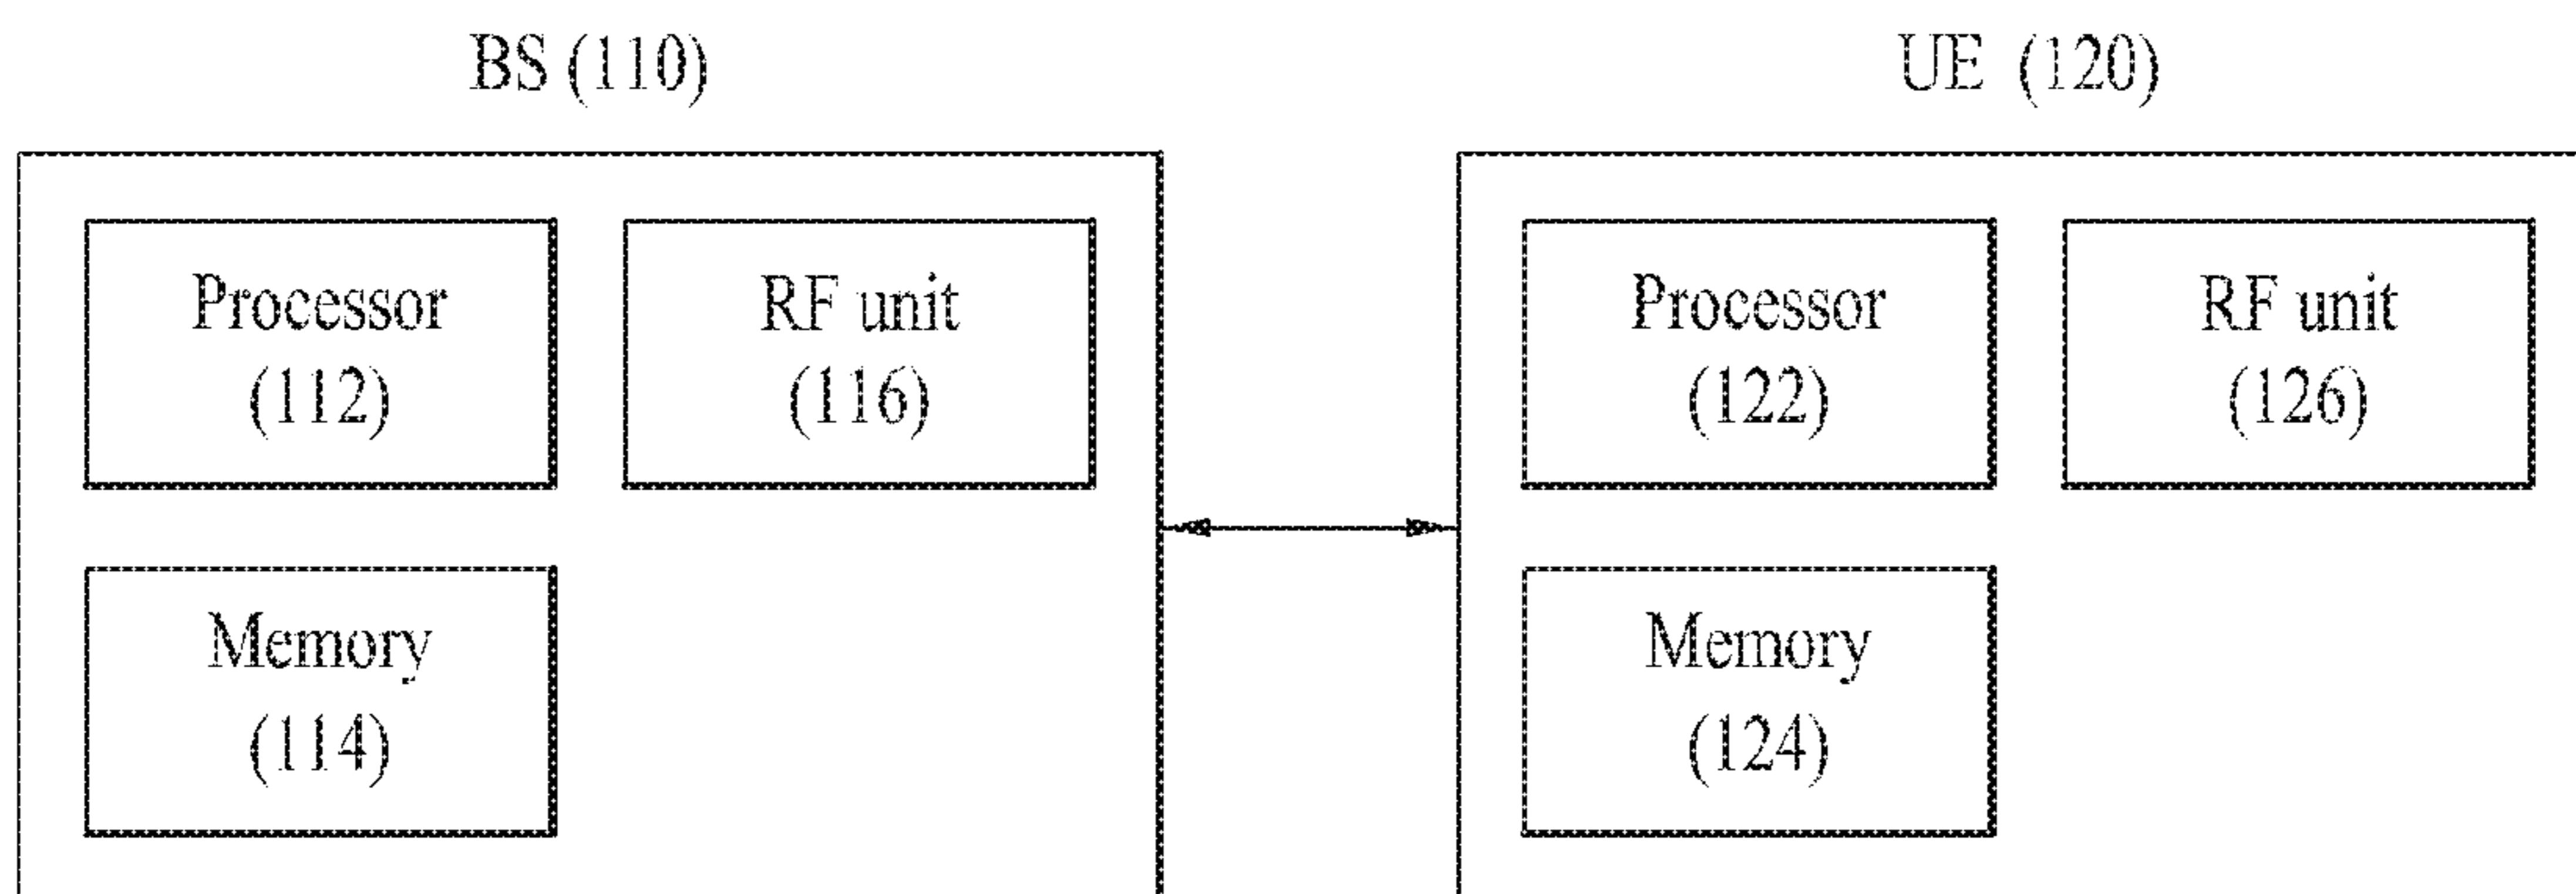 BS (110)
UE (120)
Processor
(112)
RF unit
(116)
Processor
(122)
RF unit
(126)
Memory
(114)
Memory
(124)